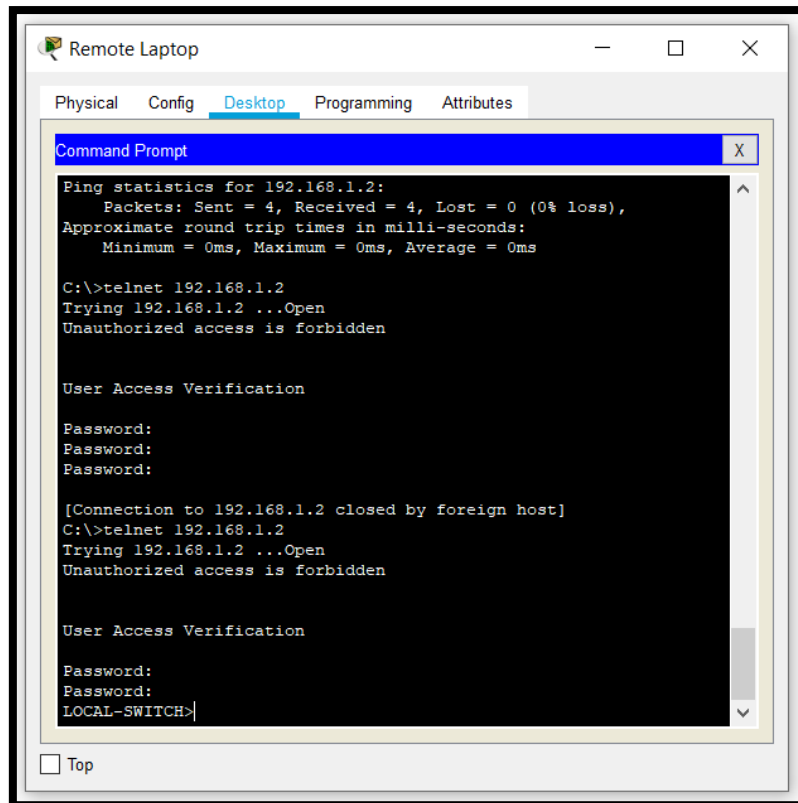 Remote Laptop
Physical Config Desktop Programming Attributes
Command Prompt X
Ping statistics for 192.168.1.2:
    Packets: Sent = 4, Received = 4, Lost = 0 (0% loss),
Approximate round trip times in milli-seconds:
    Minimum = 0ms, Maximum = 0ms, Average = 0ms
C:\>telnet 192.168.1.2
Trying 192.168.1.2 ...Open
Unauthorized access is forbidden
User Access Verification
Password:
Password:
Password:
[Connection to 192.168.1.2 closed by foreign host]
C:\>telnet 192.168.1.2
Trying 192.168.1.2 ...Open
Unauthorized access is forbidden
User Access Verification
Password:
Password:
LOCAL-SWITCH>
Top